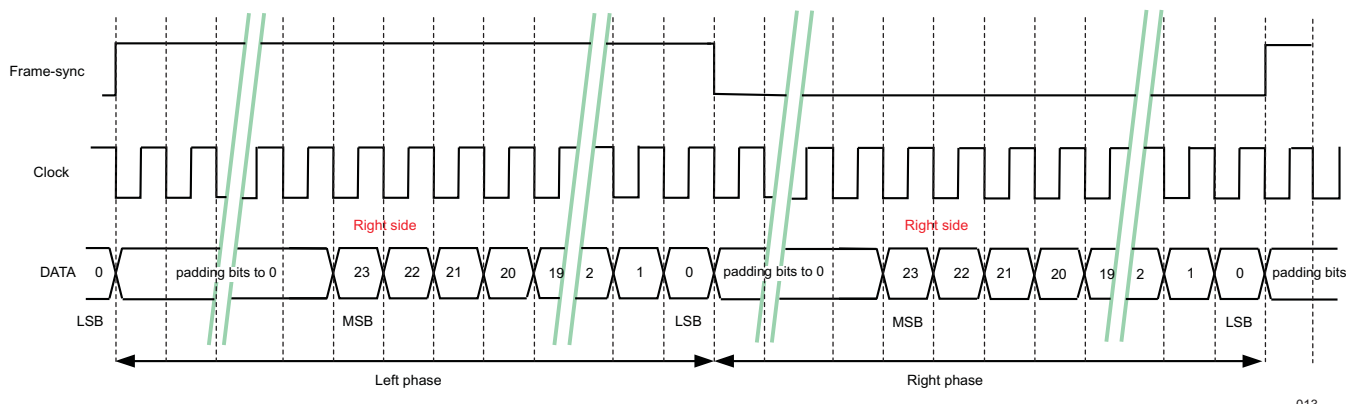 Frame-sync
Clock
Right side Right side
DATA 0 padding bits to 0 23 22 21 20 19 2 1 0 padding bits to 0 23 22 21 20 19 2 1 0 padding bits
LSB MSB LSB MSB LSB
Left phase Right phase
013